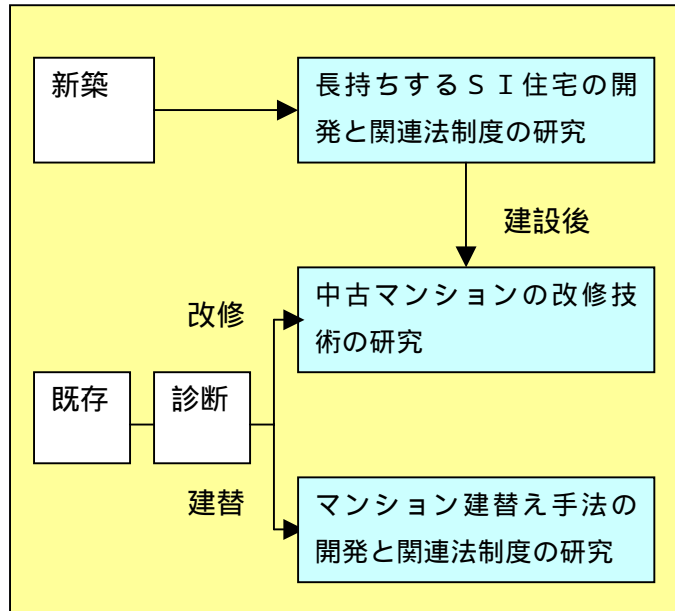 新築
長持ちするＳＩ住宅の開
発と関連法制度の研究
建設後
改修
中古マンションの改修技
術の研究
既存
診断
建替
マンション建替え手法の
開発と関連法制度の研究